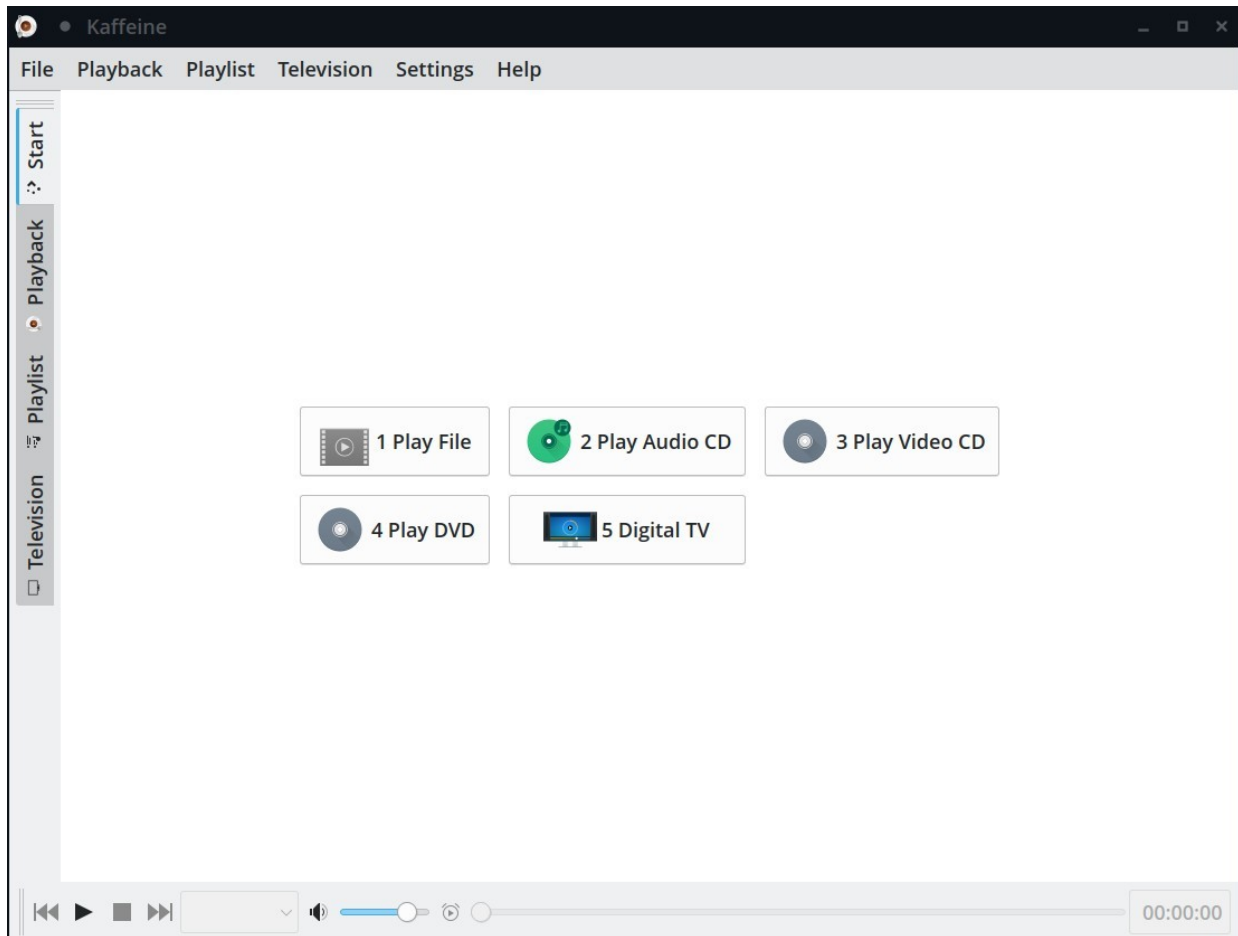 Kaffeine
File Playback Playlist Television Settings Help
Start
Playback
Playlist
Television
1 Play File
2 Play Audio CD
3 Play Video CD
4 Play DVD
5 Digital TV
00:00:00